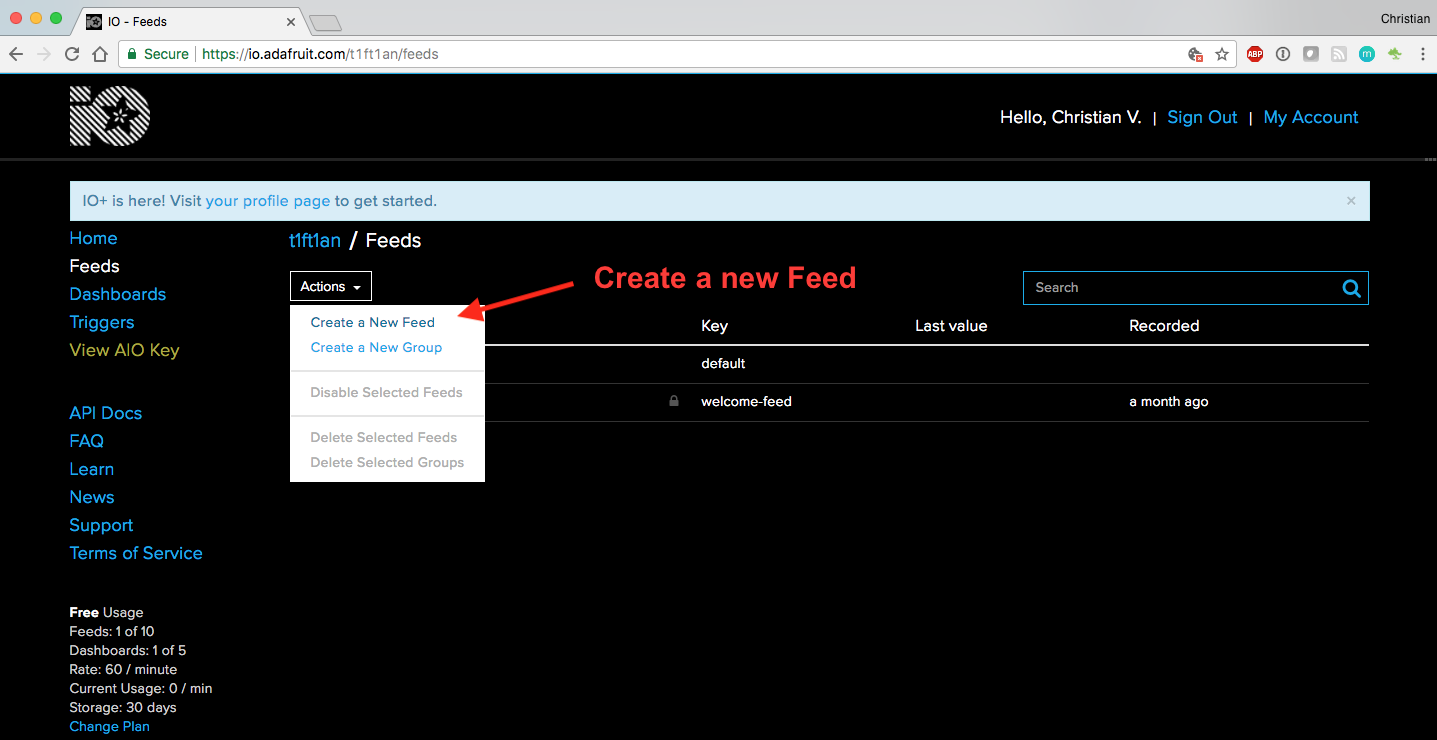 IO - Feeds
Christian
Secure https://io.adafruit.com/t1ft1an/feeds
ABP
m
iO
Hello, Christian V. | Sign Out | My Account
IO+ is here! Visit your profile page to get started. ×
Home
Feeds
Dashboards
Triggers
View AIO Key
API Docs
FAQ
Learn
News
Support
Terms of Service
Free Usage
Feeds: 1 of 10
Dashboards: 1 of 5
Rate: 60 / minute
Current Usage: 0 / min
Storage: 30 days
Change Plan
t1ft1an / Feeds
Actions
Create a new Feed
Search
Create a New Feed
Create a New Group
Disable Selected Feeds
Delete Selected Feeds
Delete Selected Groups
Key Last value Recorded
default
welcome-feed a month ago